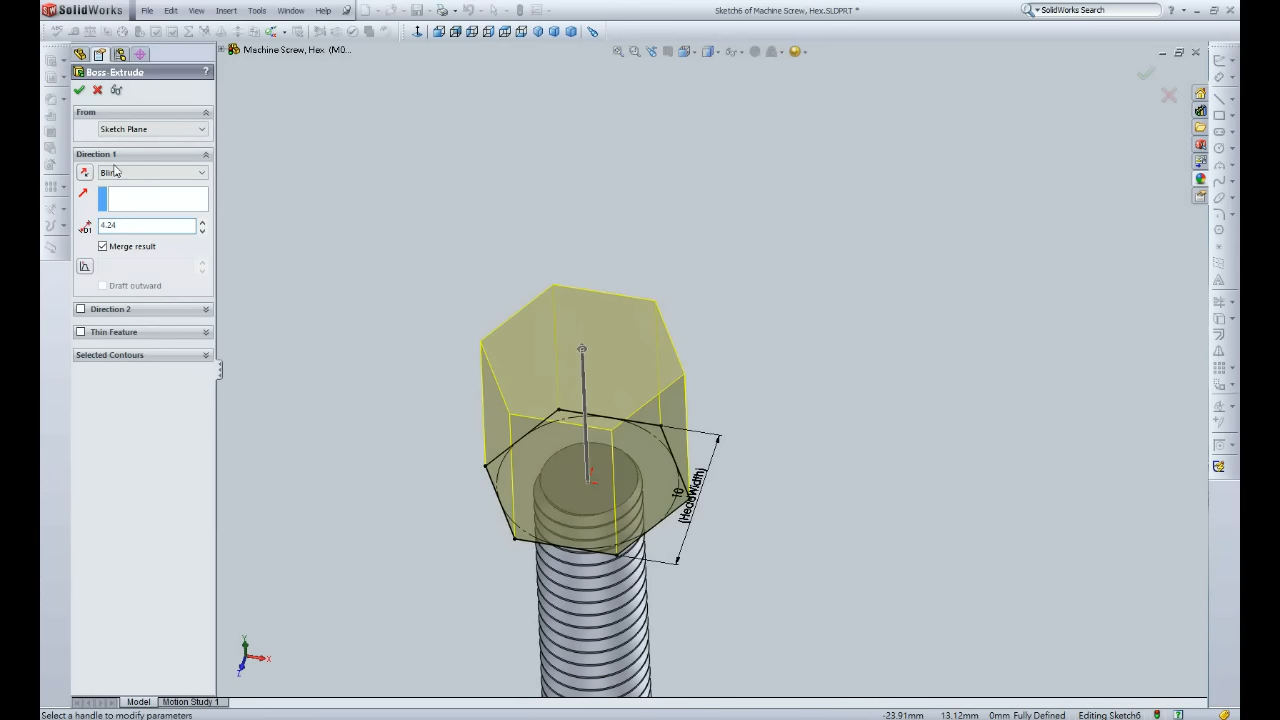 SolidWorks
File Edit View Insert Tools Window Help
Sketch6 of Machine Screw, Hex.SLDPRT *
SolidWorks Search
Machine Screw, Hex (M0...
Boss-Extrude
?
From
Sketch Plane
Direction 1
Blind
4.24
Merge result
Draft outward
Direction 2
Thin Feature
Selected Contours
10
(HeadWidth)
Y
X
Z
Model Motion Study 1
Select a handle to modify parameters
-23.91mm 13.12mm 0mm Fully Defined Editing Sketch6